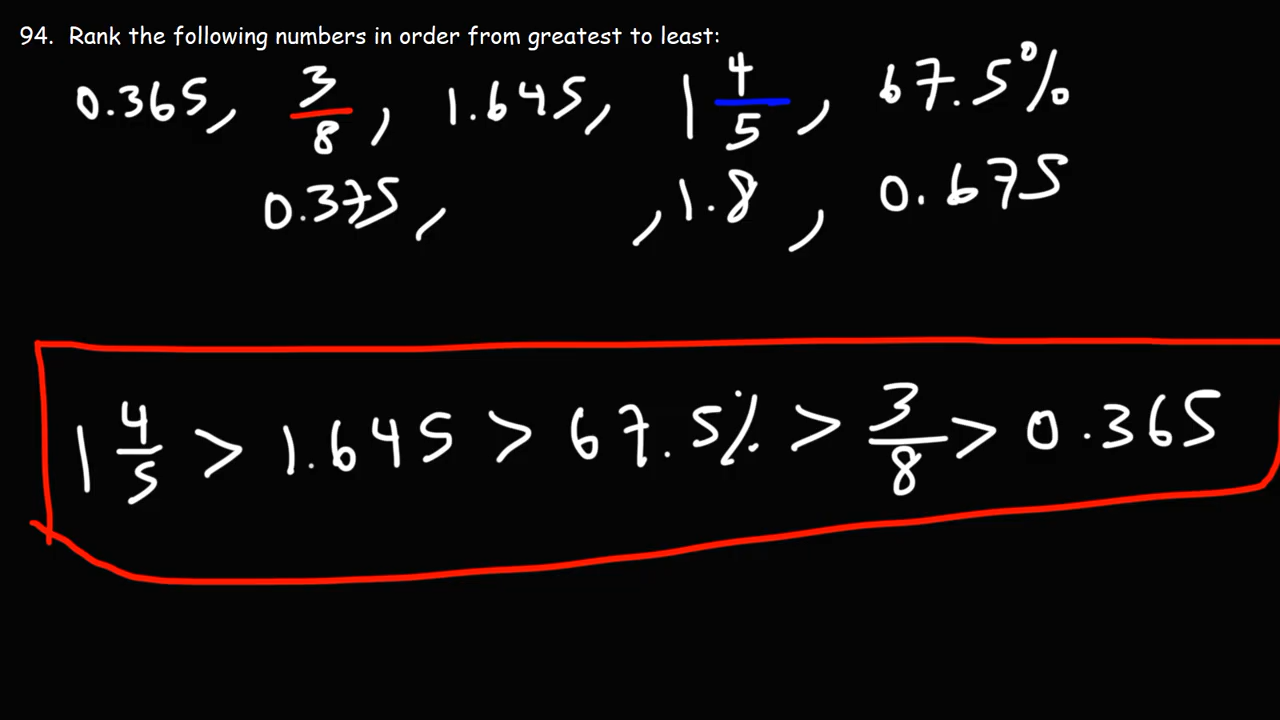 94. Rank the following numbers in order from greatest to least:
0.365, 3/8, 1.645, 1 4/5, 67.5%
0.375, , 1.8, 0.675
1 4/5 > 1.645 > 67.5% > 3/8 > 0.365